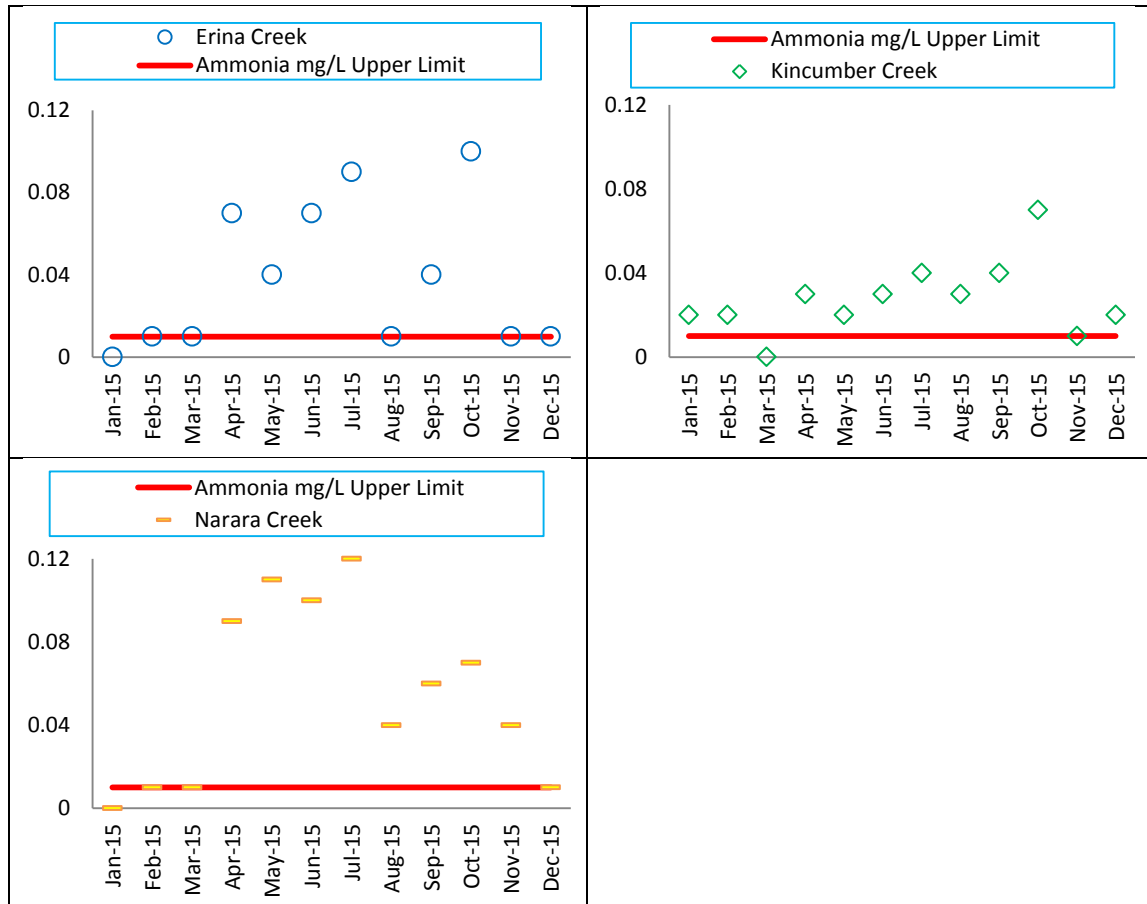 Erina Creek
Ammonia mg/L Upper Limit
0.12
0.08
0.04
0
Jan-15
Feb-15
Mar-15
Apr-15
May-15
Jun-15
Jul-15
Aug-15
Sep-15
Oct-15
Nov-15
Dec-15
Ammonia mg/L Upper Limit
Kincumber Creek
0.12
0.08
0.04
0
Jan-15
Feb-15
Mar-15
Apr-15
May-15
Jun-15
Jul-15
Aug-15
Sep-15
Oct-15
Nov-15
Dec-15
Ammonia mg/L Upper Limit
Narara Creek
0.12
0.08
0.04
0
Jan-15
Feb-15
Mar-15
Apr-15
May-15
Jun-15
Jul-15
Aug-15
Sep-15
Oct-15
Nov-15
Dec-15